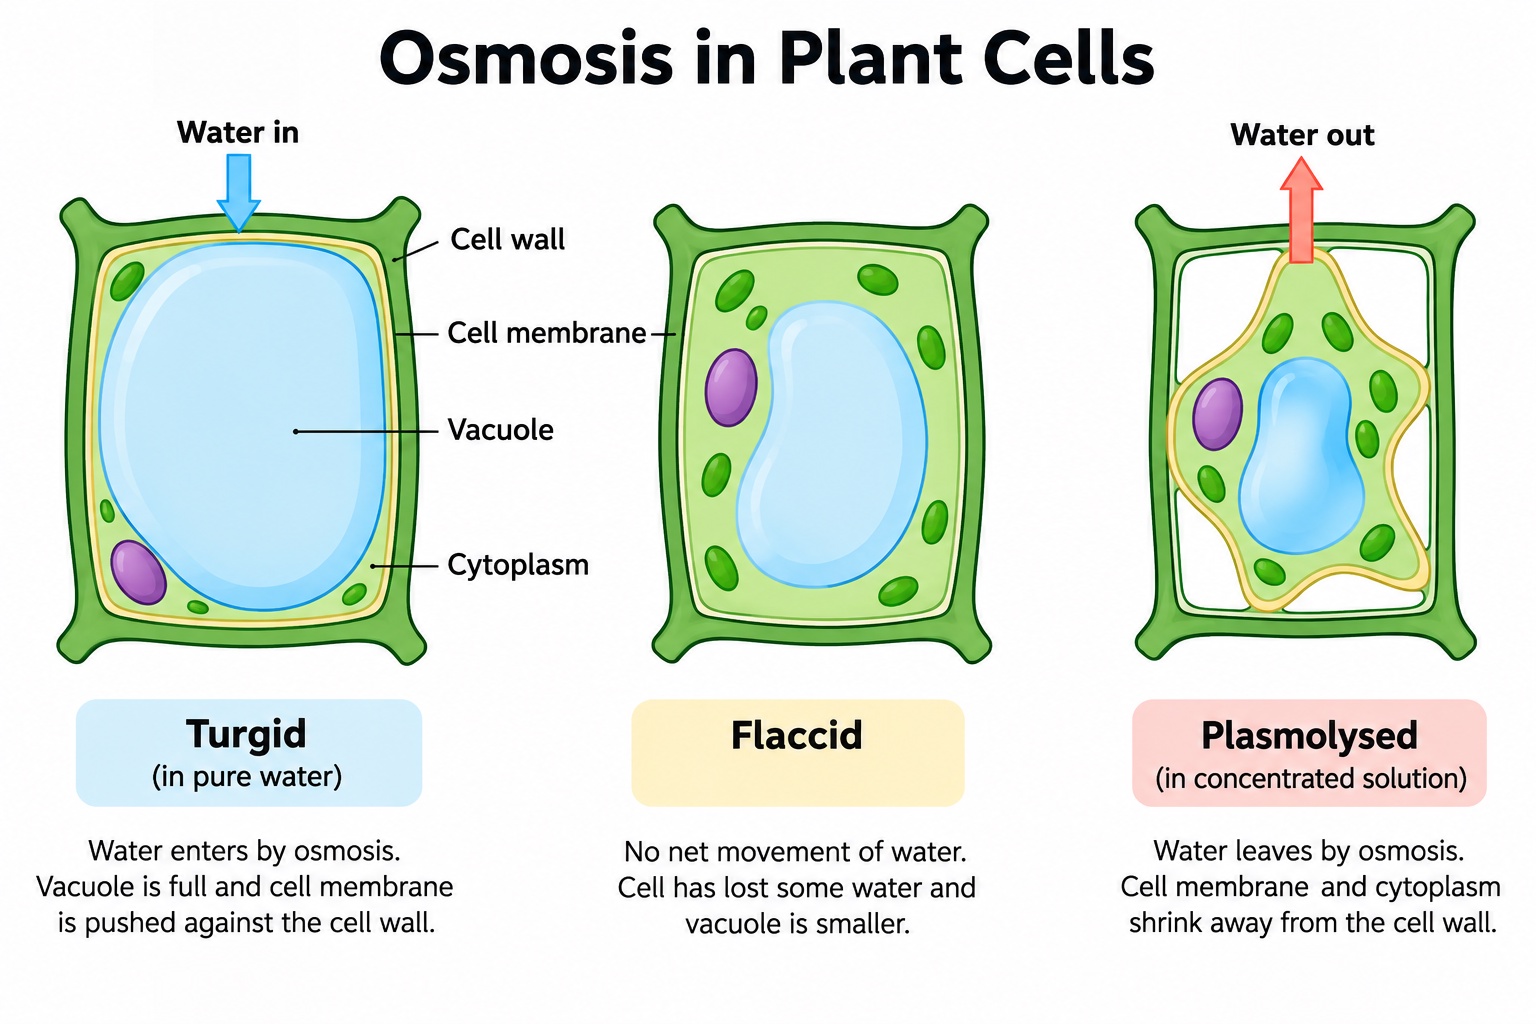 Osmosis in Plant Cells
Water in
Water out
Cell wall
Cell membrane
Vacuole
Cytoplasm
Turgid
(in pure water)
Water enters by osmosis.
Vacuole is full and cell membrane
is pushed against the cell wall.
Flaccid
No net movement of water.
Cell has lost some water and
vacuole is smaller.
Plasmolysed
(in concentrated solution)
Water leaves by osmosis.
Cell membrane and cytoplasm
shrink away from the cell wall.